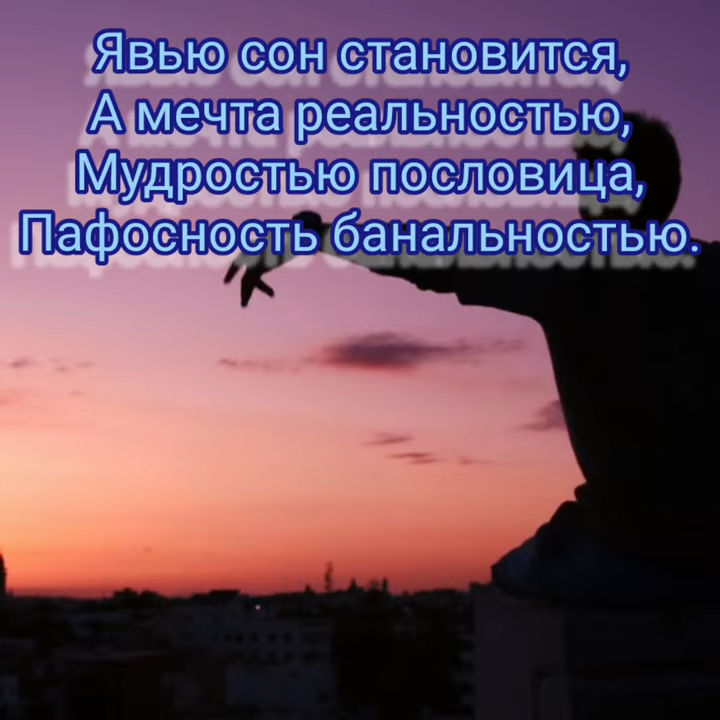 Явью сон становится,
А мечта реальностью,
Мудростью пословица,
Пафосность банальностью.